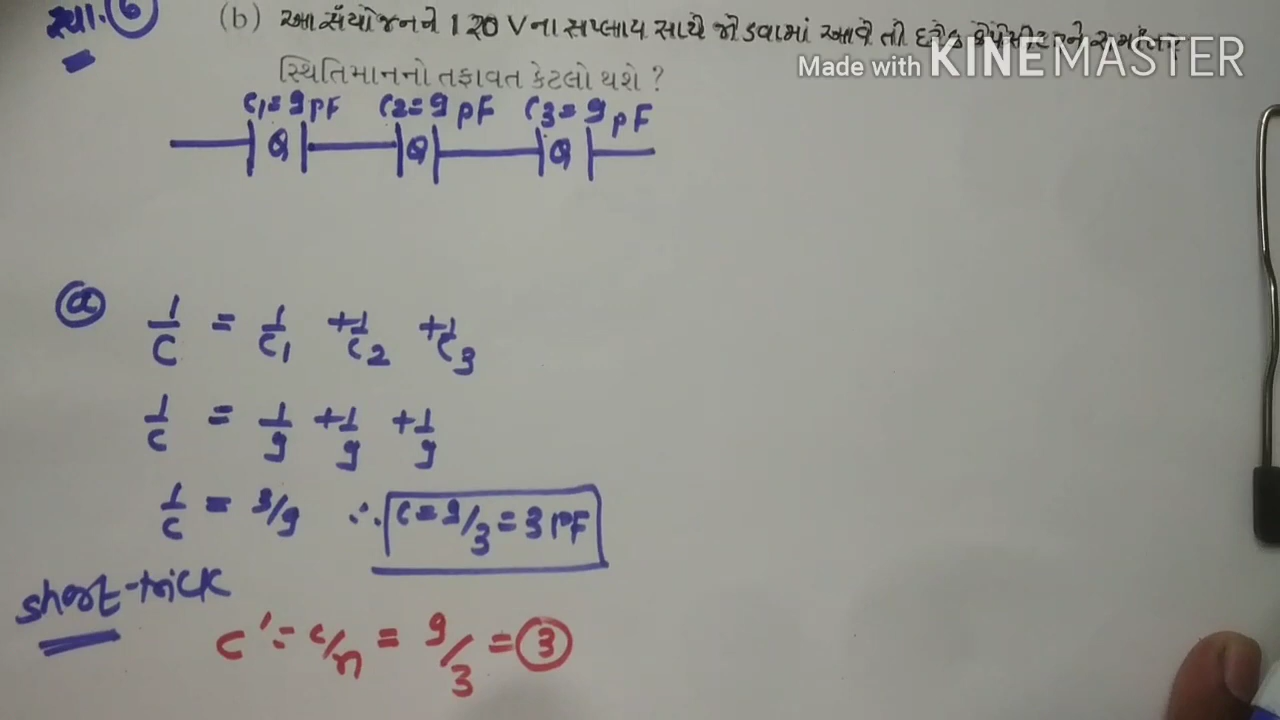 સ્વા. ૬
(b) આ સંયોજનને 120 V ના સપ્લાય સાથે જોડવામાં આવે તો દરેક
સ્થિતિમાનનો તફાવત કેટલો થશે ?
Made with KINEMASTER
C1= 9 PF C2= 9 PF C3= 9 PF
Q Q Q
a
1/C = 1/C1 + 1/C2 + 1/C3
1/C = 1/9 + 1/9 + 1/9
1/C = 3/9 ∴ C = 9/3 = 3 PF
short-trick
C' = C/n = 9/3 = 3